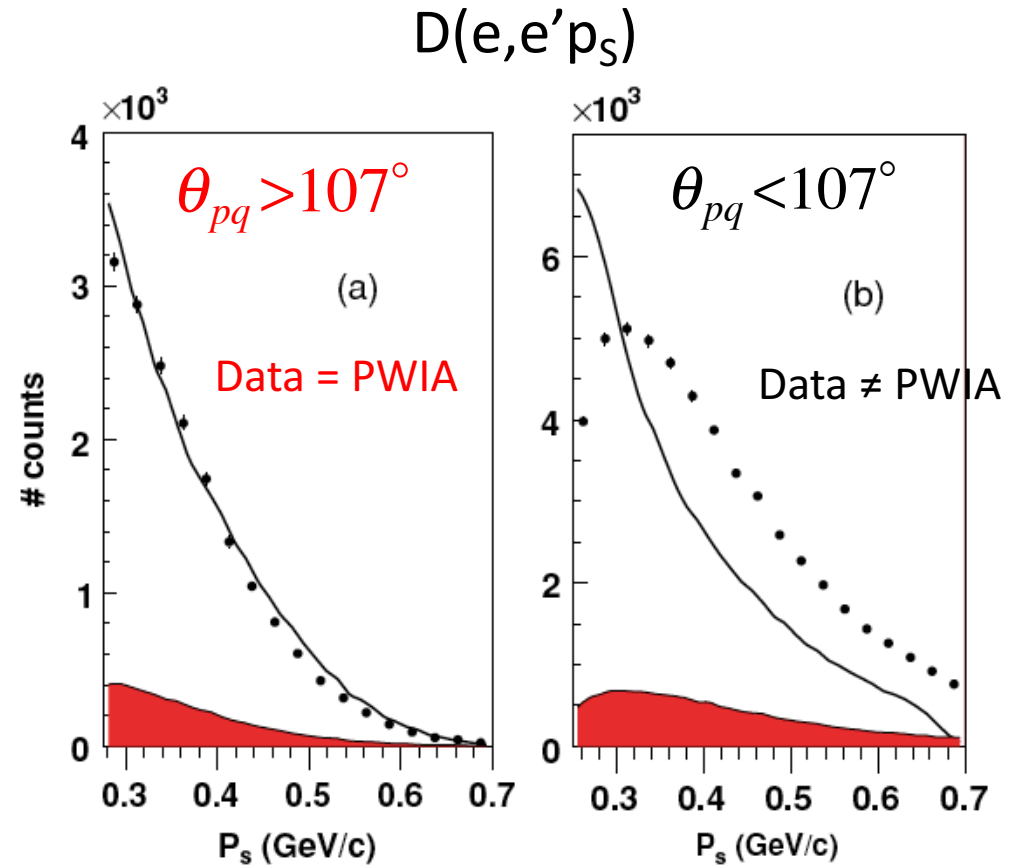 D(e,e′pₛ)
×10³
θpq >107°
(a)
Data = PWIA
# counts
4
3
2
1
0
0.3 0.4 0.5 0.6 0.7
Pₛ (GeV/c)
×10³
θpq <107°
(b)
Data ≠ PWIA
6
4
2
0
0.3 0.4 0.5 0.6 0.7
Pₛ (GeV/c)